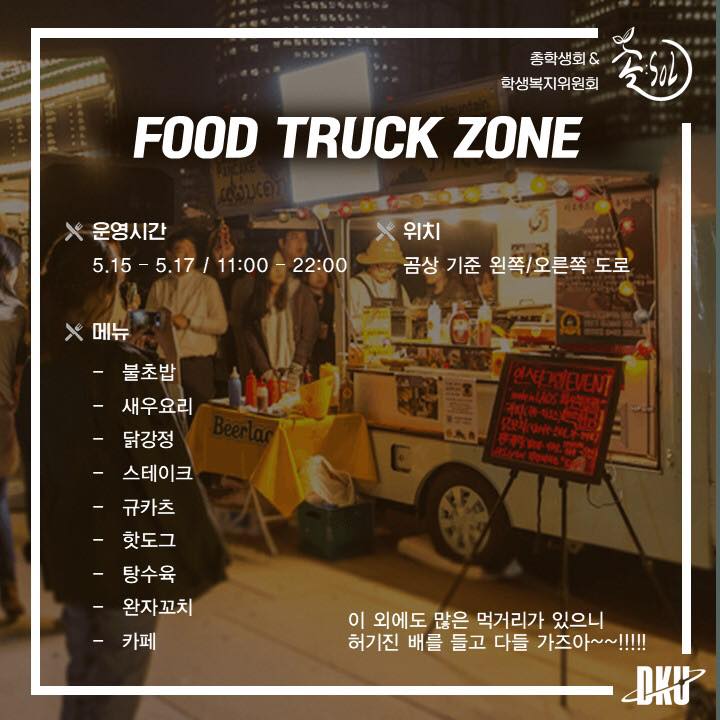 총학생회 &
학생복지위원회
솔:SOL
FOOD TRUCK ZONE
운영시간
5.15 – 5.17 / 11:00 – 22:00
위치
곰상 기준 왼쪽/오른쪽 도로
메뉴
– 불초밥
– 새우요리
– 닭강정
– 스테이크
– 규카츠
– 핫도그
– 탕수육
– 완자꼬치
– 카페
Beerlao
EVENT
이 외에도 많은 먹거리가 있으니
허기진 배를 들고 다들 가즈아~~!!!!!
DKU